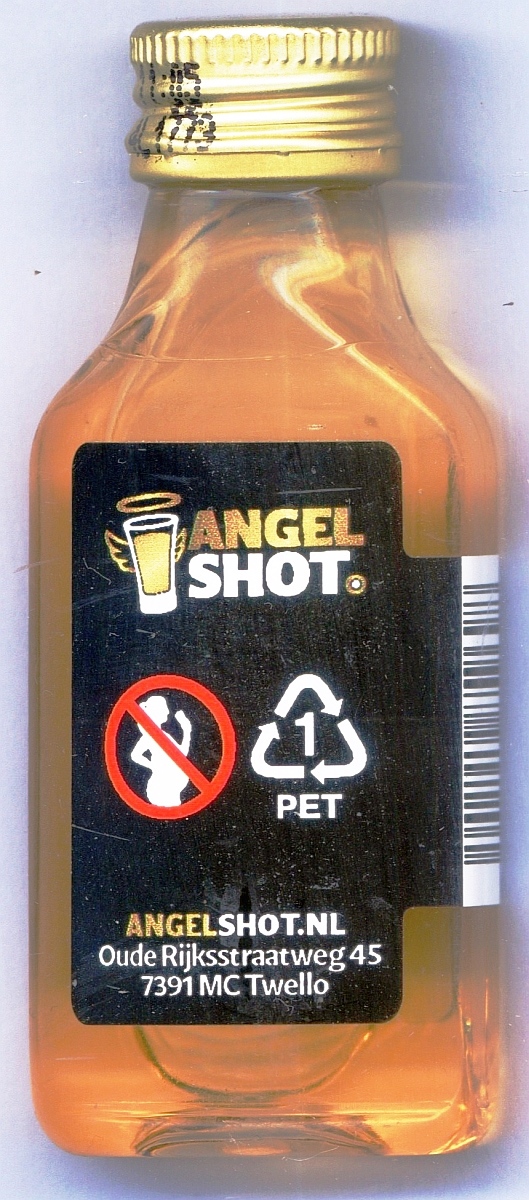 ANGEL
SHOT
1
PET
ANGELSHOT.NL
Oude Rijksstraatweg 45
7391 MC Twello